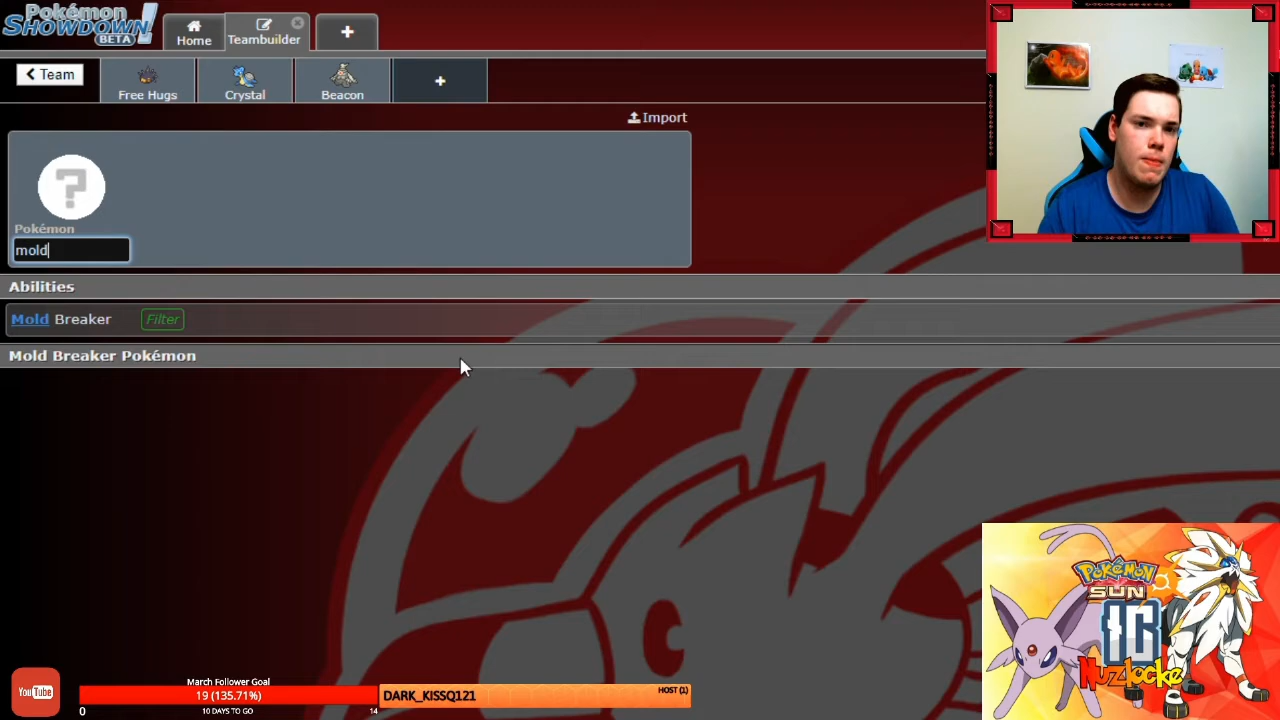 Pokémon
SHOWDOWN!
BETA
Home
Teambuilder
+
Team
Free Hugs
Crystal
Beacon
+
Import
?
Pokémon
mold
Abilities
Mold Breaker Filter
Mold Breaker Pokémon
POKÉMON
SUN
IC
Nuzlocke
YouTube
March Follower Goal
19 (135.71%)
0 10 DAYS TO GO 14
DARK_KISSQ121 HOST (1)